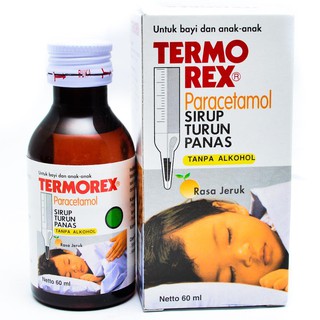 Untuk bayi dan anak-anak
TERMOREX®
Paracetamol
SIRUP
TURUN
PANAS
TANPA ALKOHOL
Rasa Jeruk
Netto 60 ml
Untuk bayi dan anak-anak
TERMO
REX®
Paracetamol
SIRUP
TURUN
PANAS
TANPA ALKOHOL
Rasa Jeruk
Netto 60 ml